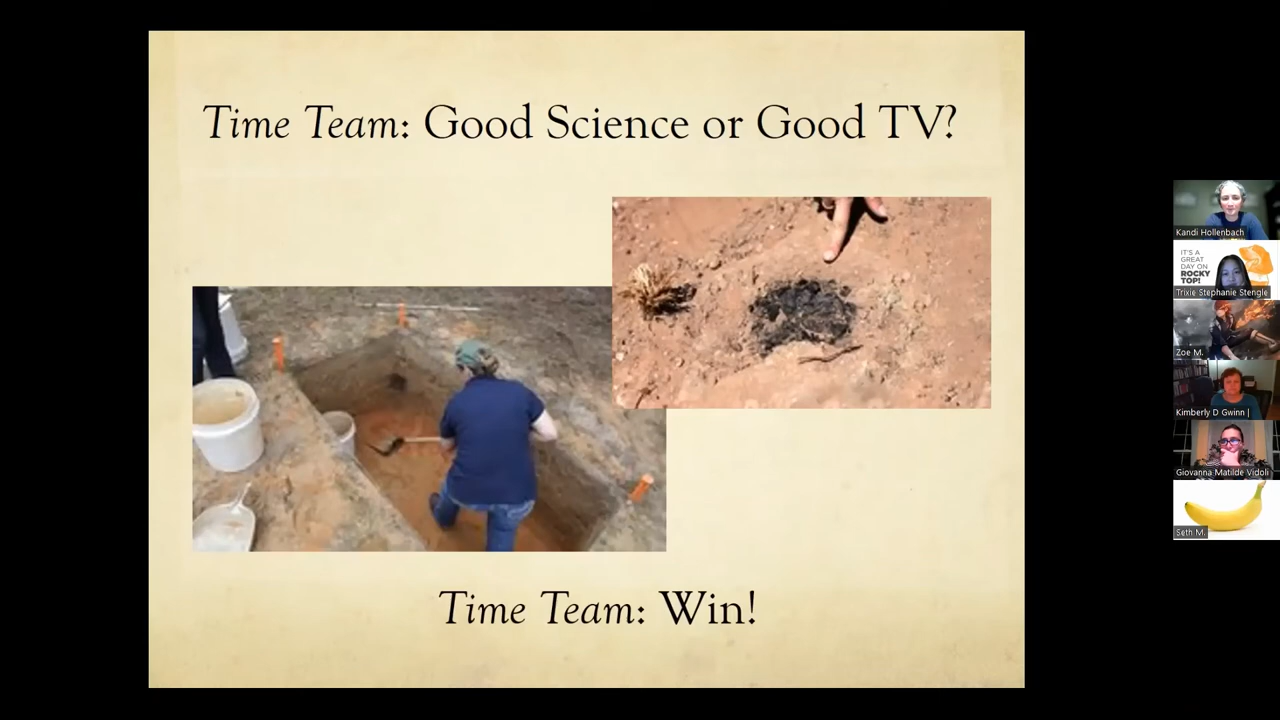 Time Team: Good Science or Good TV?
Time Team: Win!
Kandi Hollenbach
IT'S A
GREAT
DAY ON
ROCKY
TOP!
Trixie Stephanie Stengle
Zoe M.
Kimberly D Gwinn |
Giovanna Matilde Vidoli
Seth M.